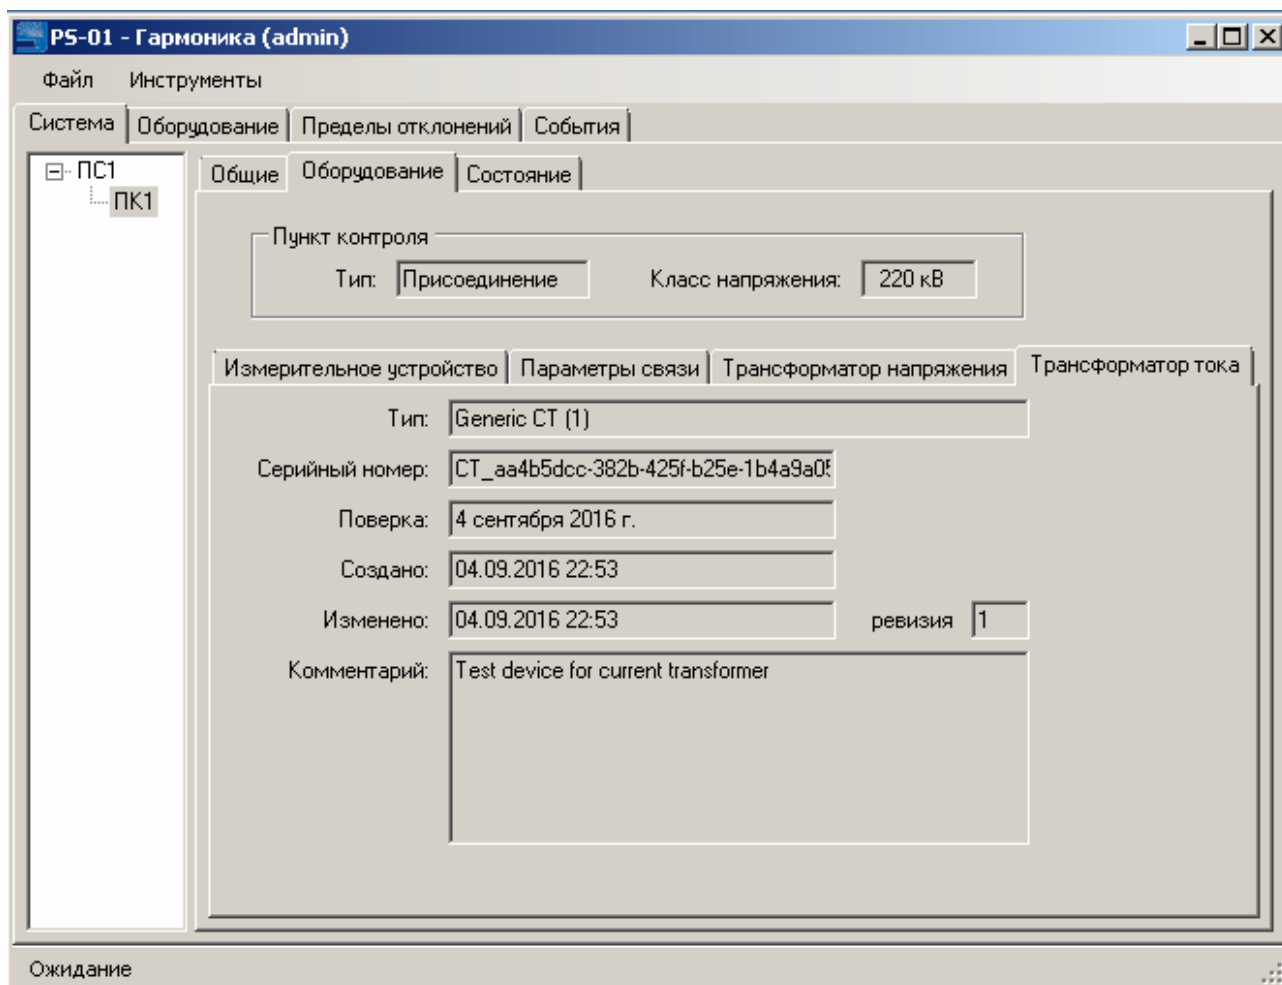 PS-01 - Гармоника (admin)
Файл Инструменты
Система Оборудование Пределы отклонений События
ПС1
ПК1
Общие Оборудование Состояние
Пункт контроля
Тип: Присоединение Класс напряжения: 220 кВ
Измерительное устройство Параметры связи Трансформатор напряжения Трансформатор тока
Тип: Generic CT (1)
Серийный номер: CT_aa4b5dcc-382b-425f-b25e-1b4a9a05
Поверка: 4 сентября 2016 г.
Создано: 04.09.2016 22:53
Изменено: 04.09.2016 22:53 ревизия 1
Комментарий: Test device for current transformer
Ожидание